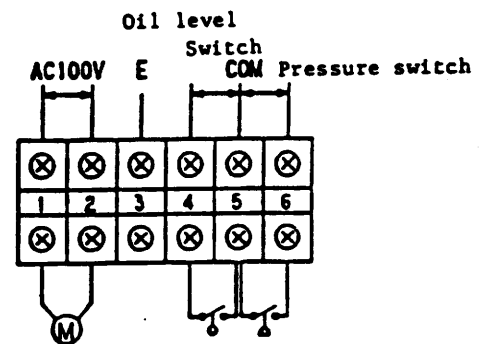 Oil level
Switch
AC100V E COM Pressure switch
1 2 3 4 5 6
M